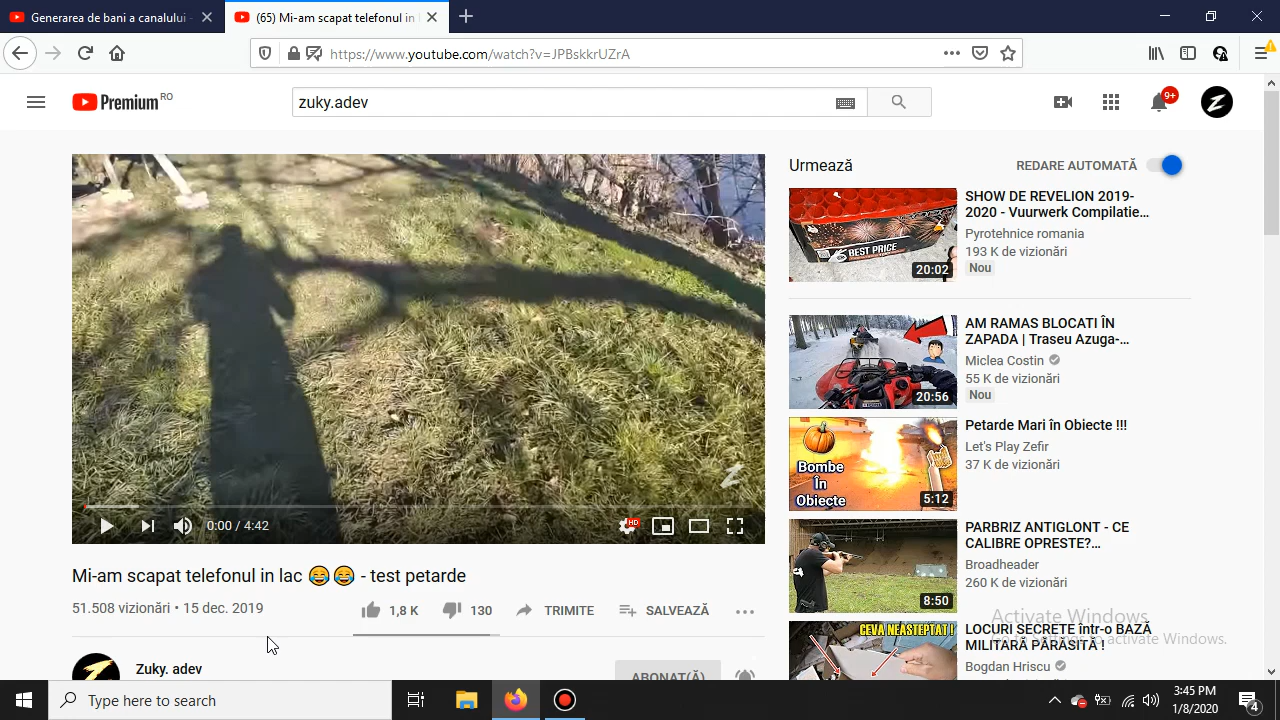 Generarea de bani a canalului
(65) Mi-am scapat telefonul in l
https://www.youtube.com/watch?v=JPBskkrUZrA
Premium RO
zuky.adev
9+
Urmează
REDARE AUTOMATĂ
SHOW DE REVELION 2019-
2020 - Vuurwerk Compilatie…
Pyrotehnice romania
193 K de vizionări
Nou
BEST PRICE
20:02
AM RAMAS BLOCATI ÎN
ZAPADA | Traseu Azuga-…
Miclea Costin
55 K de vizionări
Nou
20:56
Petarde Mari în Obiecte !!!
Let's Play Zefir
37 K de vizionări
Bombe
în
Obiecte
5:12
PARBRIZ ANTIGLONT - CE
CALIBRE OPRESTE?…
Broadheader
260 K de vizionări
8:50
LOCURI SECRETE într-o BAZĂ
MILITARĂ PĂRĂSITĂ !
Bogdan Hriscu
CEVA NEASTEPTAT !
0:00 / 4:42
HD
Mi-am scapat telefonul in lac 😂😂 - test petarde
51.508 vizionări • 15 dec. 2019
1,8 K
130
TRIMITE
SALVEAZĂ
Zuky. adev
ABONAT(Ă)
Activate Windows
Type here to search
3:45 PM
1/8/2020
4